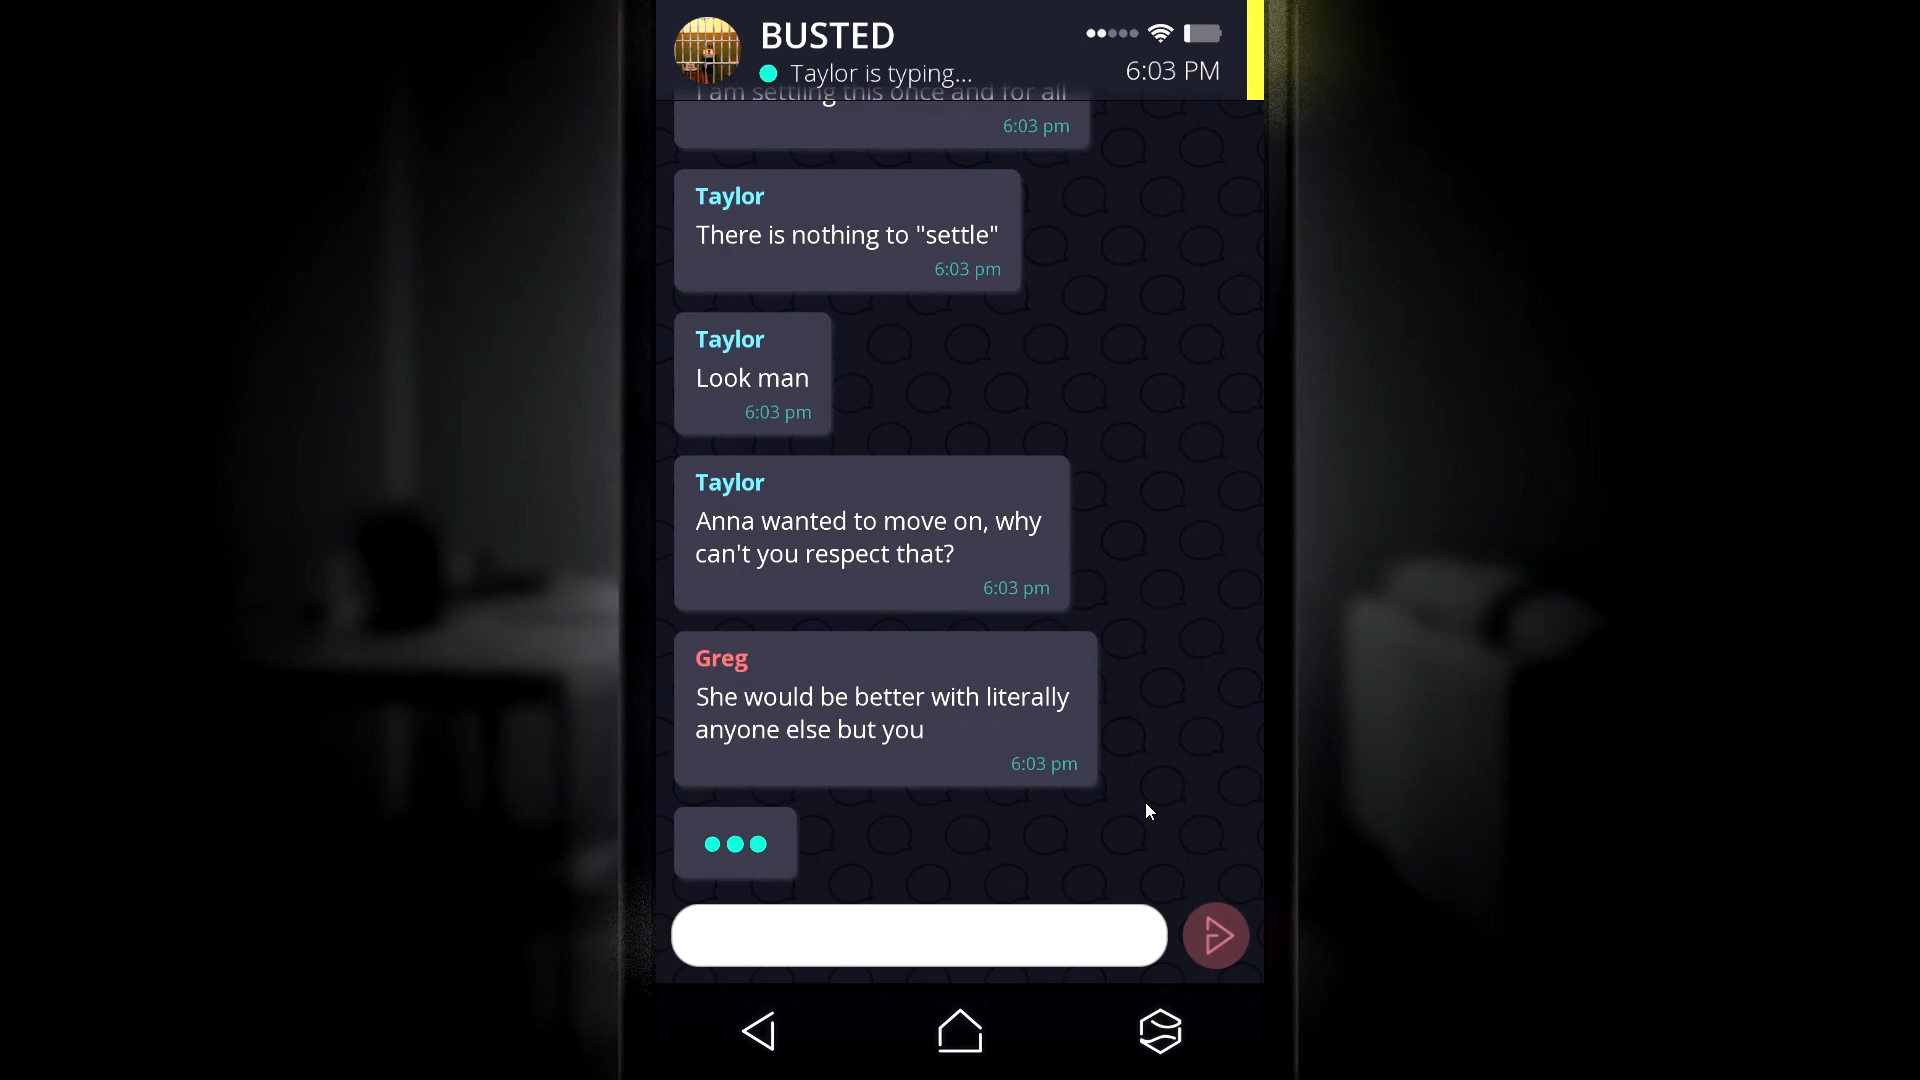 BUSTED
Taylor is typing...
6:03 PM
I am settling this once and for all
6:03 pm
Taylor
There is nothing to "settle"
6:03 pm
Taylor
Look man
6:03 pm
Taylor
Anna wanted to move on, why
can't you respect that?
6:03 pm
Greg
She would be better with literally
anyone else but you
6:03 pm